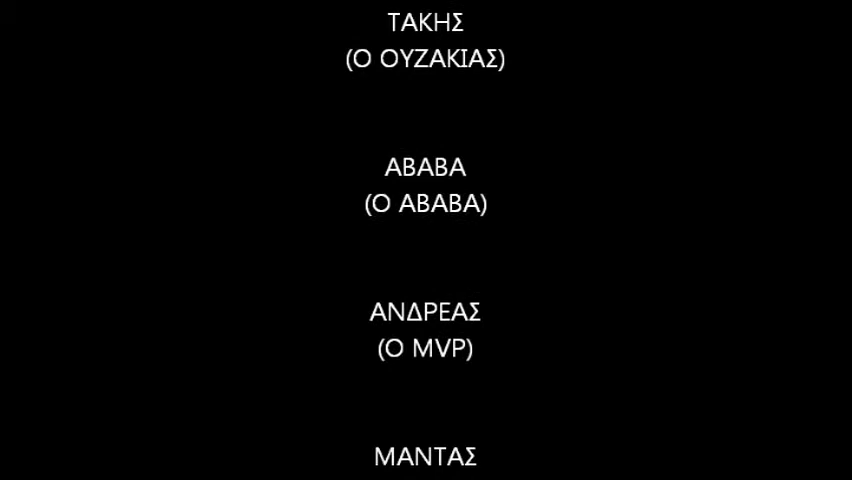 ΤΑΚΗΣ
(Ο ΟΥΖΑΚΙΑΣ)
ΑΒΑΒΑ
(Ο ΑΒΑΒΑ)
ΑΝΔΡΕΑΣ
(Ο MVP)
ΜΑΝΤΑΣ